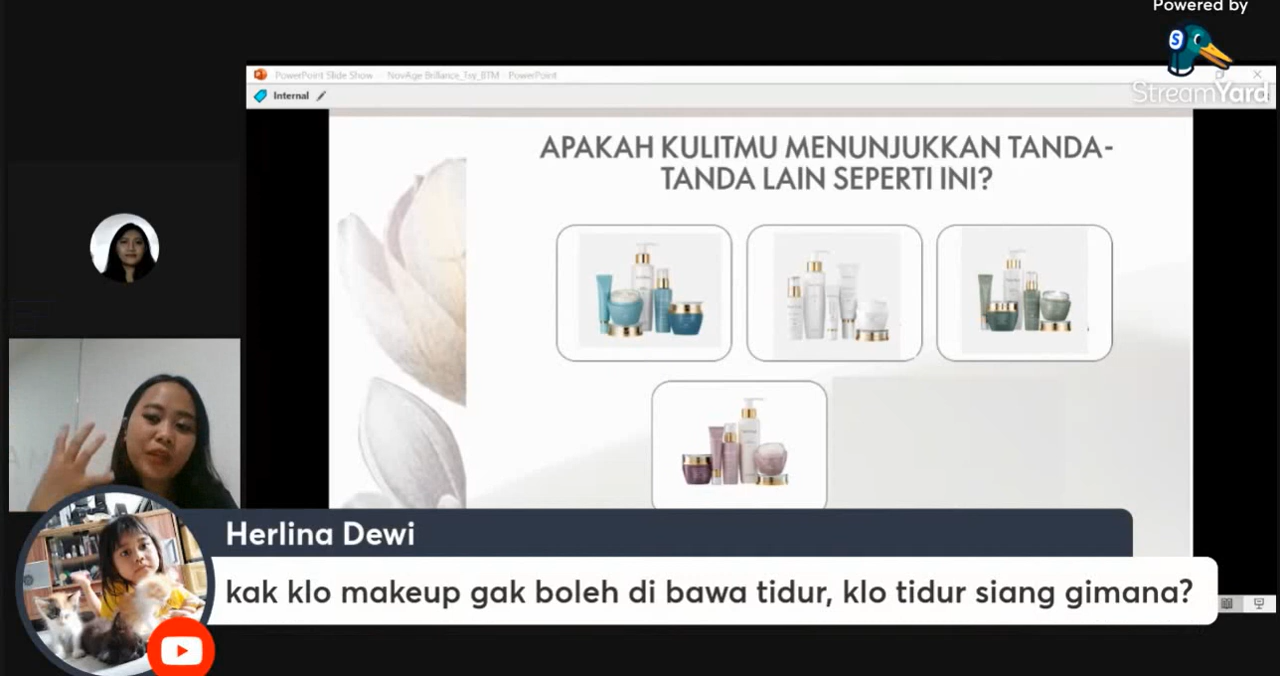 Powered by
StreamYard
PowerPoint Slide Show - NovAge Brilliance_Tsy_BTM - PowerPoint
Internal
APAKAH KULITMU MENUNJUKKAN TANDA-
TANDA LAIN SEPERTI INI?
Herlina Dewi
kak klo makeup gak boleh di bawa tidur, klo tidur siang gimana?